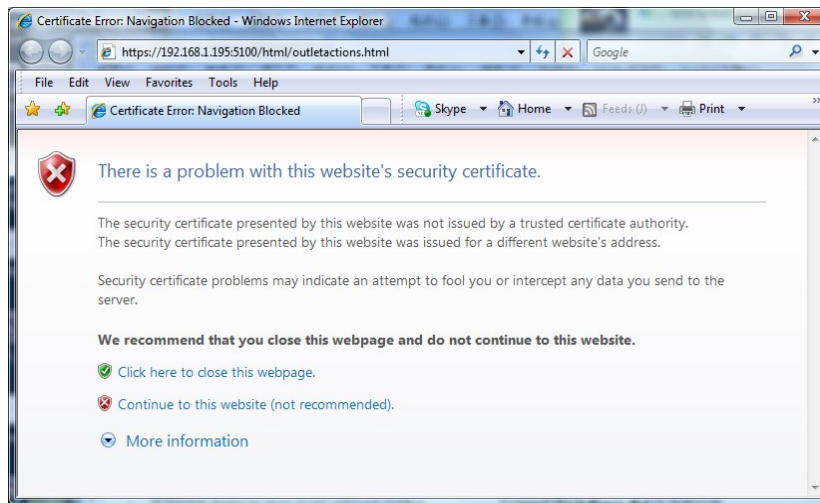 Certificate Error: Navigation Blocked - Windows Internet Explorer
https://192.168.1.195:5100/html/outletactions.html
Google
File Edit View Favorites Tools Help
Certificate Error: Navigation Blocked
Skype Home Feeds (J) Print
There is a problem with this website's security certificate.
The security certificate presented by this website was not issued by a trusted certificate authority.
The security certificate presented by this website was issued for a different website's address.
Security certificate problems may indicate an attempt to fool you or intercept any data you send to the
server.
We recommend that you close this webpage and do not continue to this website.
Click here to close this webpage.
Continue to this website (not recommended).
More information